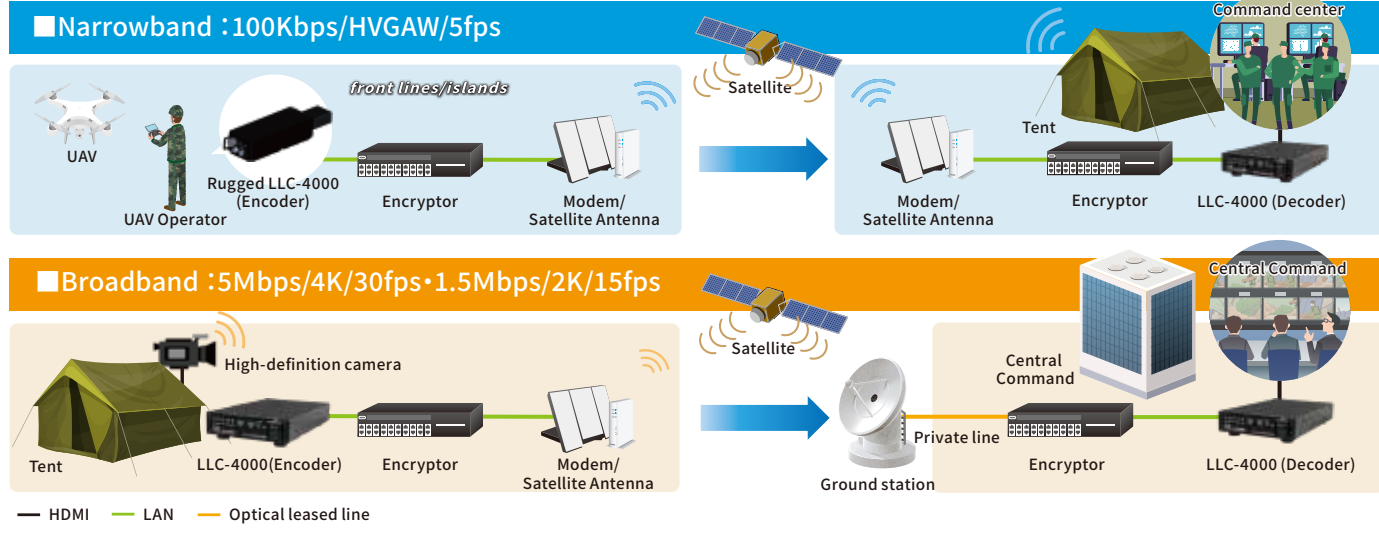 ■Narrowband :100Kbps/HVGAW/5fps
Command center
front lines/islands
Satellite
UAV
Tent
Rugged LLC-4000
(Encoder)
UAV Operator
Encryptor
Modem/
Satellite Antenna
Modem/
Satellite Antenna
Encryptor
LLC-4000 (Decoder)
■Broadband :5Mbps/4K/30fps･1.5Mbps/2K/15fps
Central Command
Satellite
High-definition camera
Central
Command
Private line
Tent
LLC-4000(Encoder)
Encryptor
Modem/
Satellite Antenna
Ground station
Encryptor
LLC-4000 (Decoder)
HDMI
LAN
Optical leased line